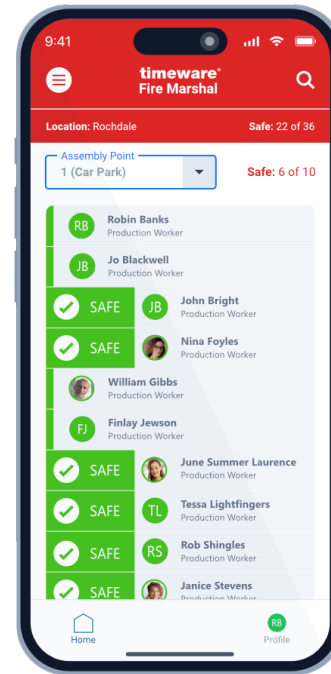 9:41
timeware®
Fire Marshal
Location: Rochdale Safe: 22 of 36
Assembly Point
1 (Car Park) Safe: 6 of 10
RB Robin Banks
Production Worker
JB Jo Blackwell
Production Worker
SAFE JB John Bright
Production Worker
SAFE Nina Foyles
Production Worker
William Gibbs
Production Worker
FJ Finlay Jewson
Production Worker
SAFE June Summer Laurence
Production Worker
SAFE TL Tessa Lightfingers
Production Worker
SAFE RS Rob Shingles
Production Worker
SAFE Janice Stevens
Production Worker
Home
RB
Profile